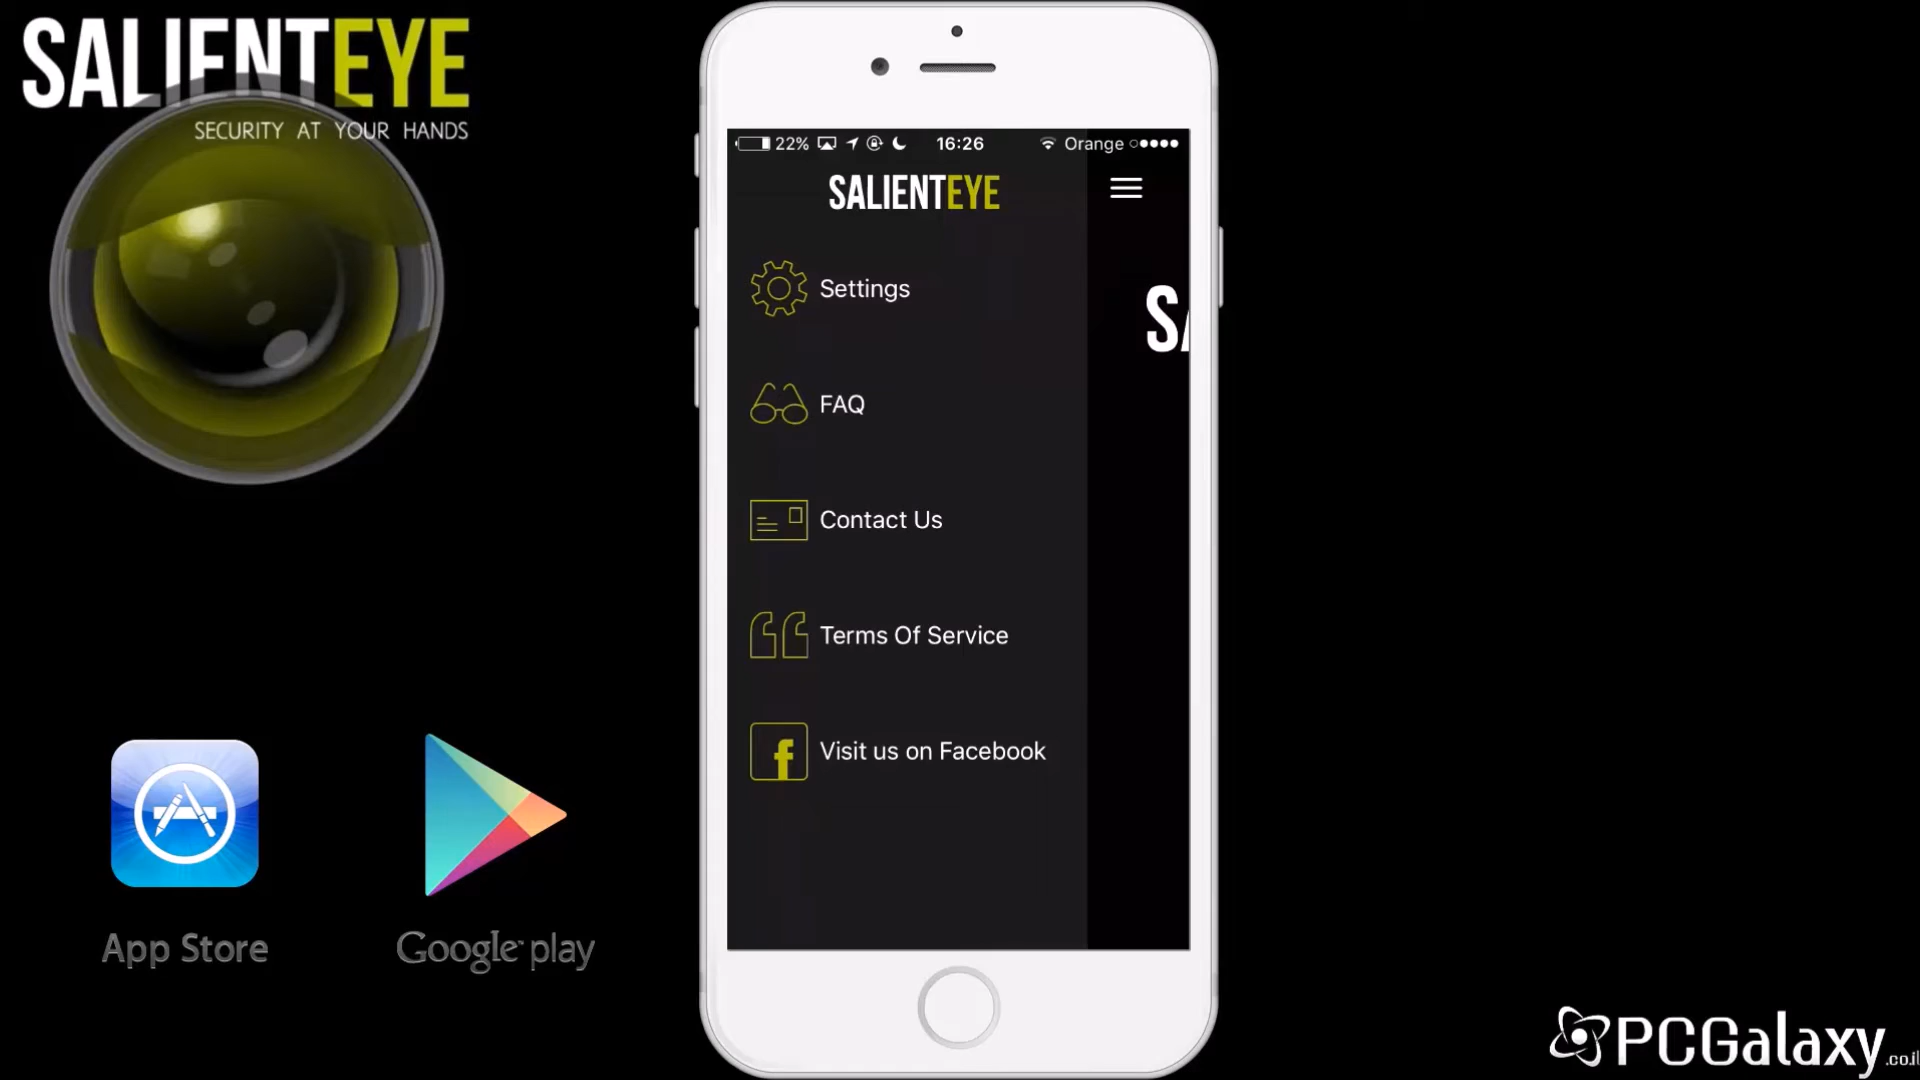 SALIENTEYE
SECURITY AT YOUR HANDS
22%
16:26
Orange
SALIENTEYE
SA
Settings
FAQ
Contact Us
Terms Of Service
f
Visit us on Facebook
App Store
Google play
PCGalaxy.co.il